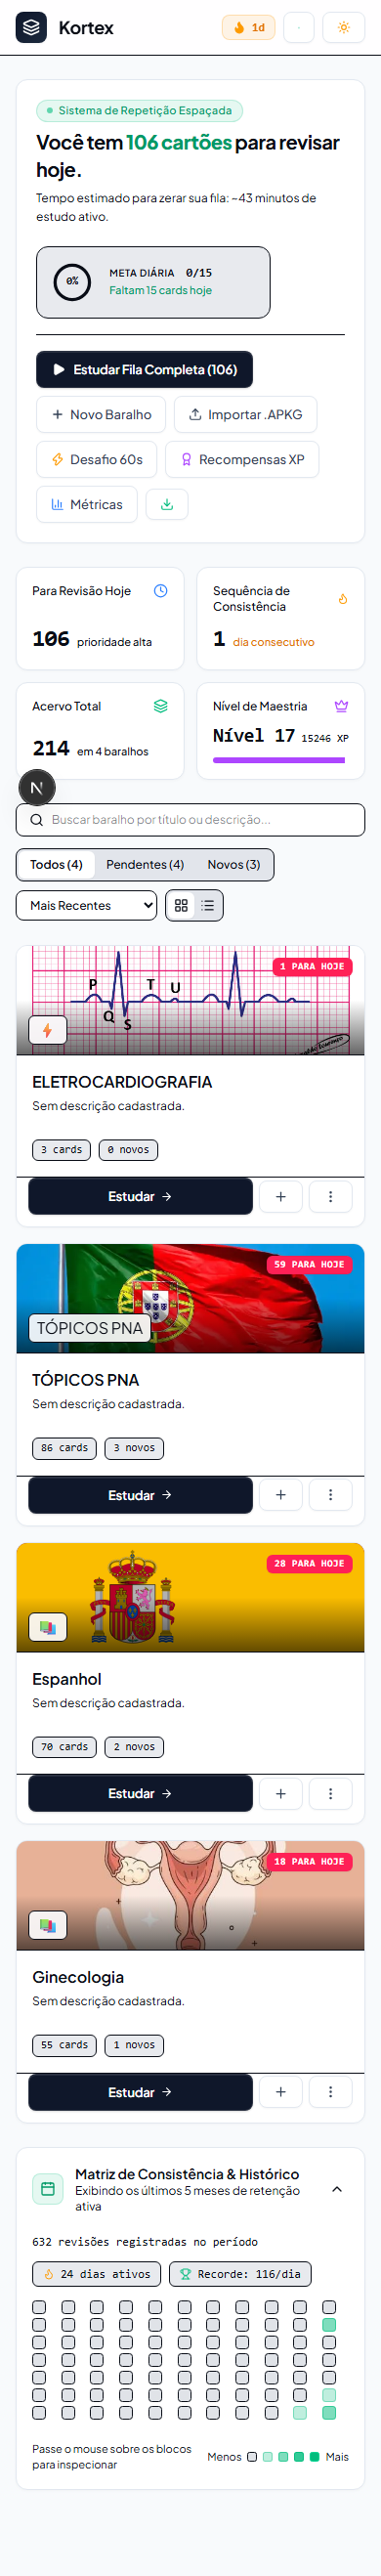 Kortex
1d
Sistema de Repetição Espaçada
Você tem 106 cartões para revisar
hoje.
Tempo estimado para zerar sua fila: ~43 minutos de
estudo ativo.
0%
META DIÁRIA 0/15
Faltam 15 cards hoje
Estudar Fila Completa (106)
Novo Baralho
Importar .APKG
Desafio 60s
Recompensas XP
Métricas
Para Revisão Hoje
106 prioridade alta
Sequência de
Consistência
1 dia consecutivo
Acervo Total
214 em 4 baralhos
Nível de Maestria
Nível 17 15246 XP
N
Buscar baralho por título ou descrição...
Todos (4)
Pendentes (4)
Novos (3)
Mais Recentes
1 PARA HOJE
P T U
Q S
ELETROCARDIOGRAFIA
Sem descrição cadastrada.
3 cards
0 novos
Estudar →
59 PARA HOJE
TÓPICOS PNA
TÓPICOS PNA
Sem descrição cadastrada.
86 cards
3 novos
Estudar →
28 PARA HOJE
Espanhol
Sem descrição cadastrada.
70 cards
2 novos
Estudar →
18 PARA HOJE
Ginecologia
Sem descrição cadastrada.
55 cards
1 novos
Estudar →
Matriz de Consistência & Histórico
Exibindo os últimos 5 meses de retenção
ativa
632 revisões registradas no período
24 dias ativos
Recorde: 116/dia
Passe o mouse sobre os blocos
para inspecionar
Menos
Mais